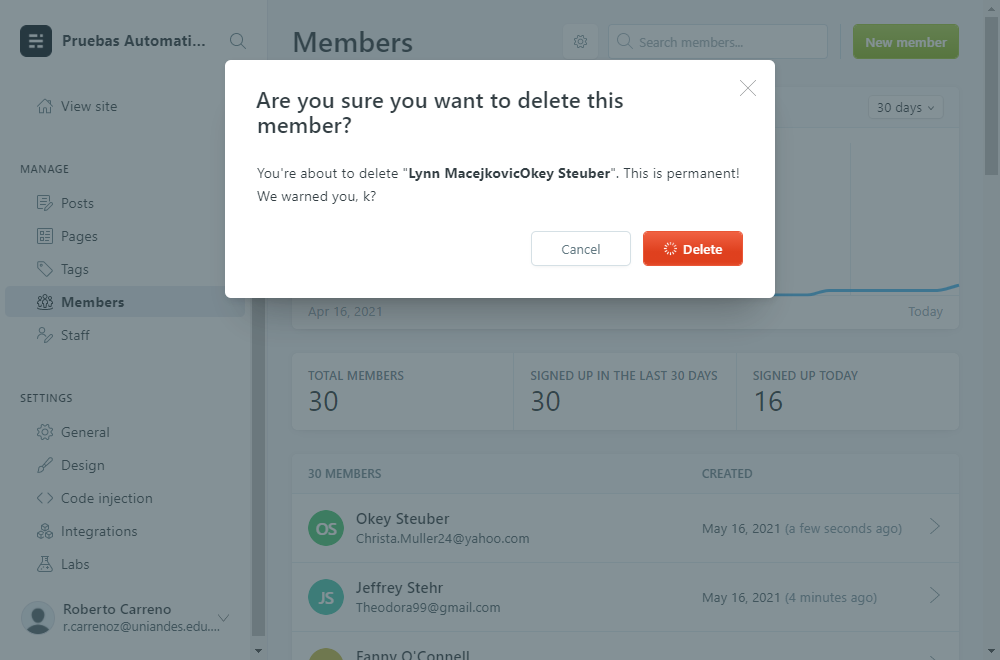 Pruebas Automati...
View site
MANAGE
Posts
Pages
Tags
Members
Staff
SETTINGS
General
Design
Code injection
Integrations
Labs
Roberto Carreno
r.carrenoz@uniandes.edu....
Members
Search members...
New member
30 days
Are you sure you want to delete this
member?
You're about to delete "Lynn MacejkovicOkey Steuber". This is permanent!
We warned you, k?
Cancel
Delete
Apr 16, 2021
Today
TOTAL MEMBERS
30
SIGNED UP IN THE LAST 30 DAYS
30
SIGNED UP TODAY
16
30 MEMBERS
CREATED
OS
Okey Steuber
Christa.Muller24@yahoo.com
May 16, 2021 (a few seconds ago)
JS
Jeffrey Stehr
Theodora99@gmail.com
May 16, 2021 (4 minutes ago)
Fanny O'Connell